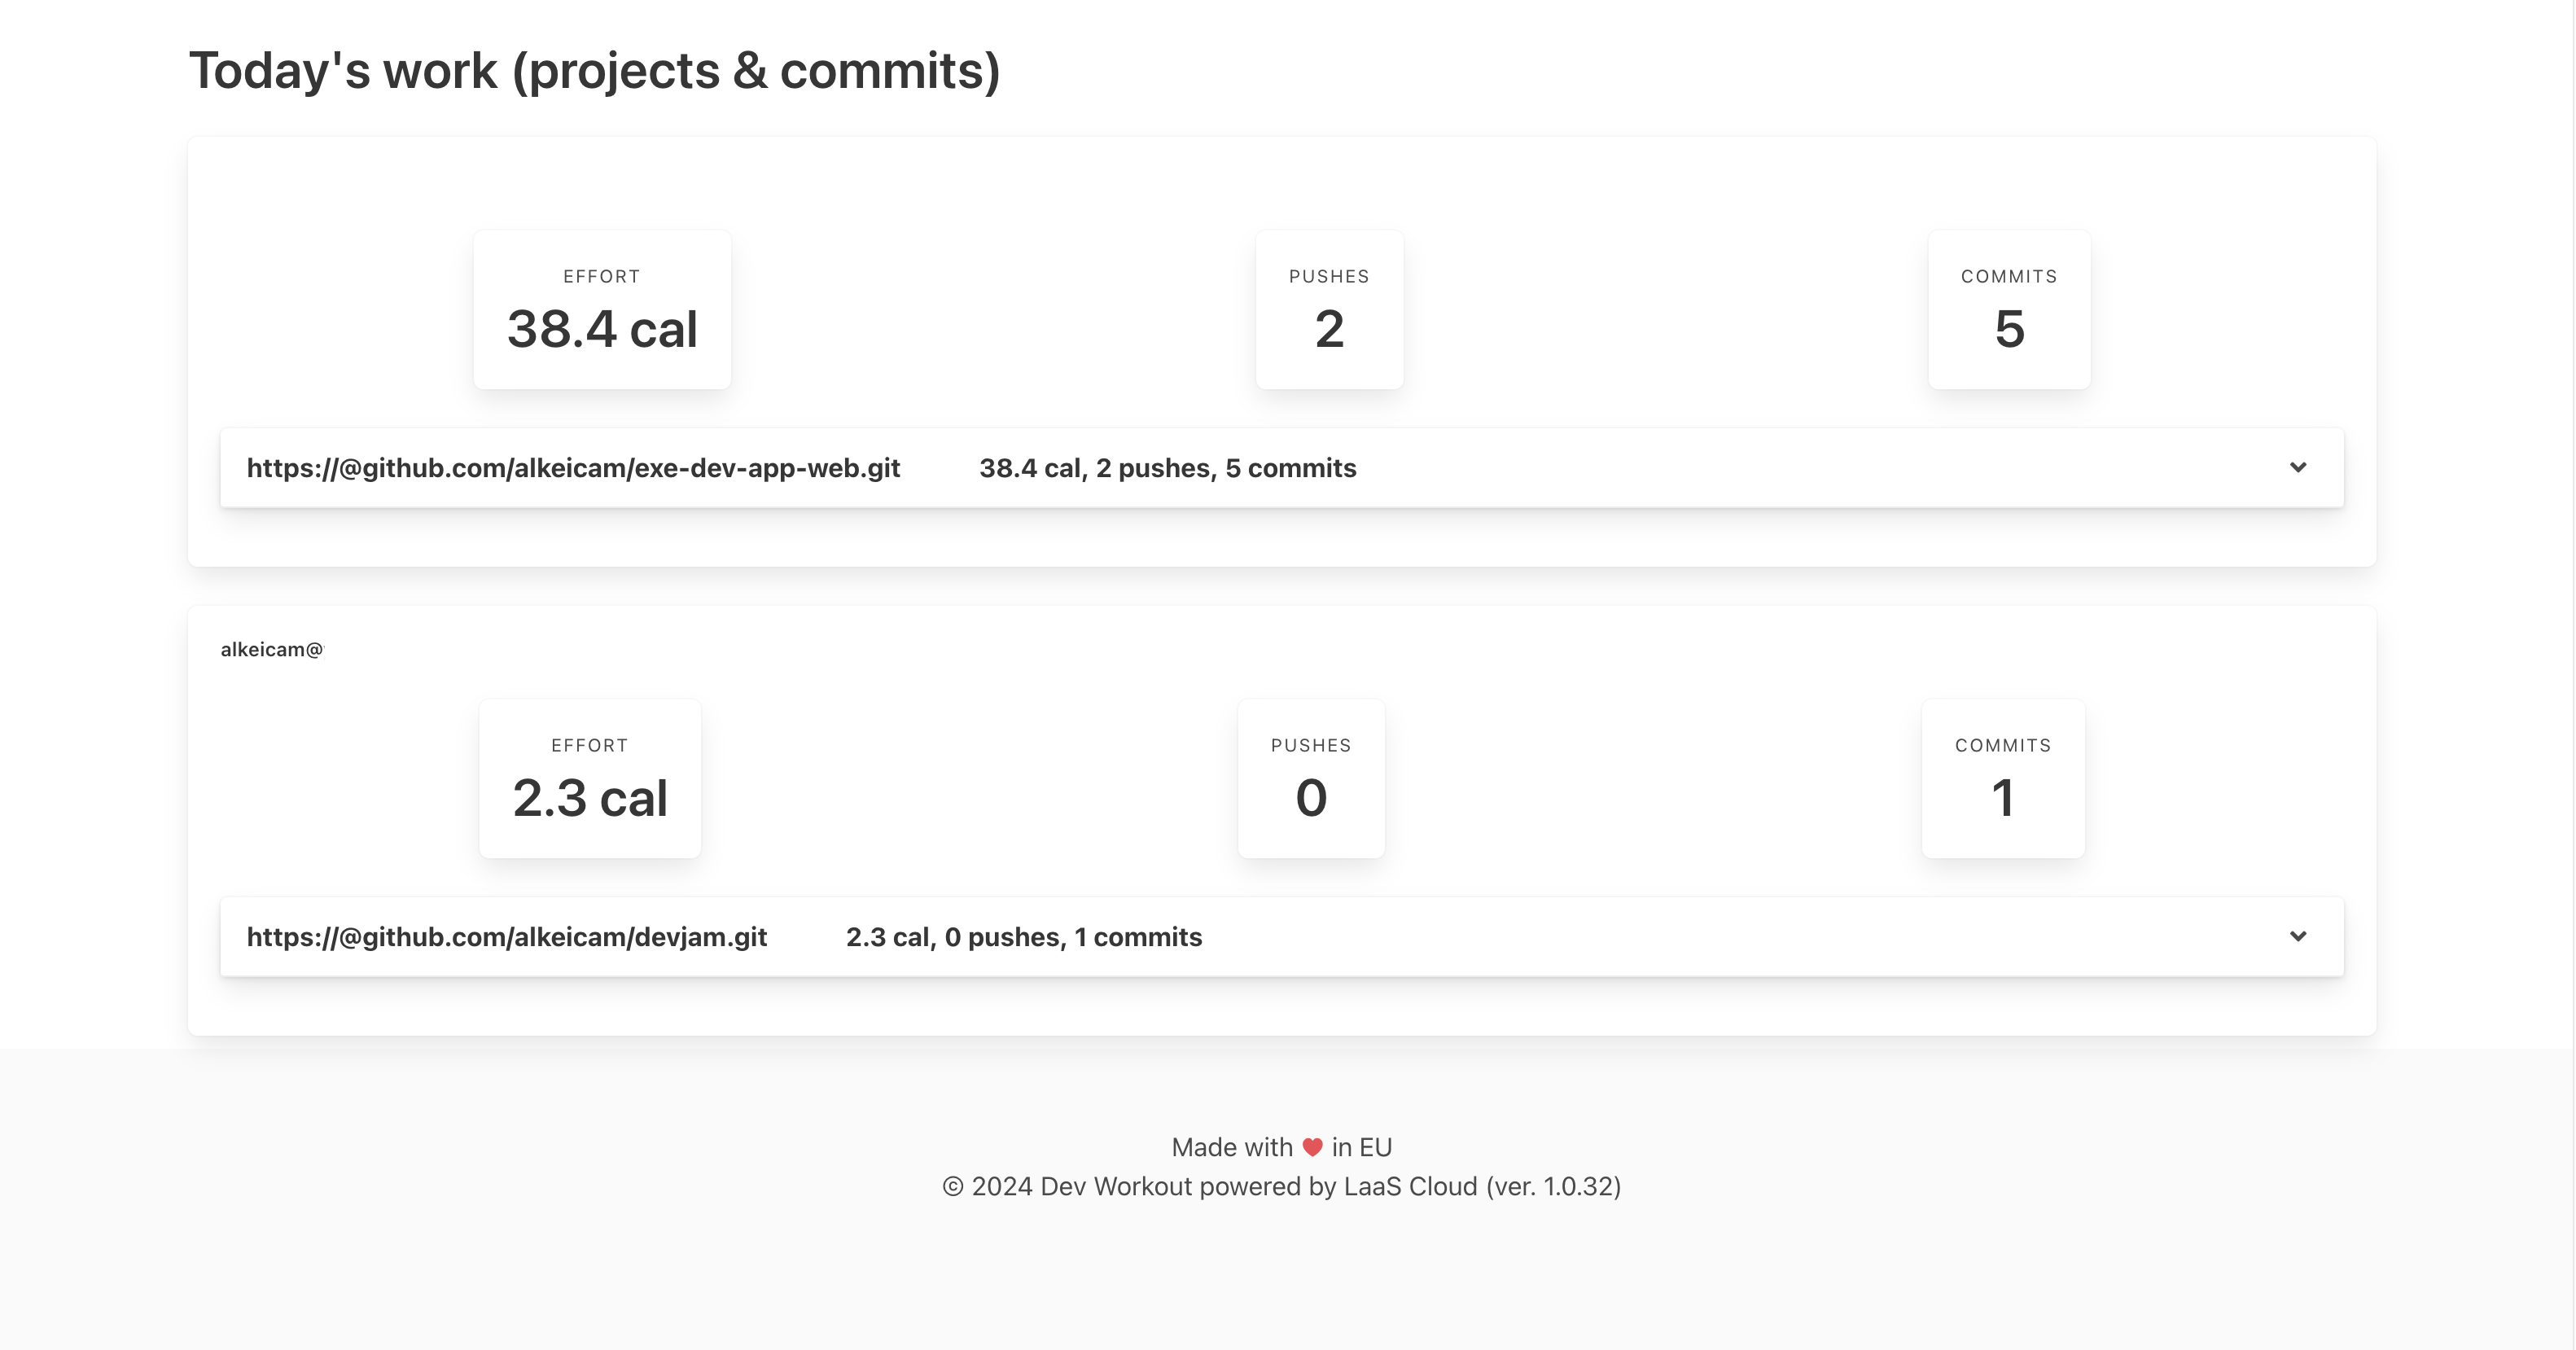 Today's work (projects & commits)
EFFORT
38.4 cal
PUSHES
2
COMMITS
5
https://@github.com/alkeicam/exe-dev-app-web.git 38.4 cal, 2 pushes, 5 commits
alkeicam@
EFFORT
2.3 cal
PUSHES
0
COMMITS
1
https://@github.com/alkeicam/devjam.git 2.3 cal, 0 pushes, 1 commits
Made with ❤ in EU
© 2024 Dev Workout powered by LaaS Cloud (ver. 1.0.32)